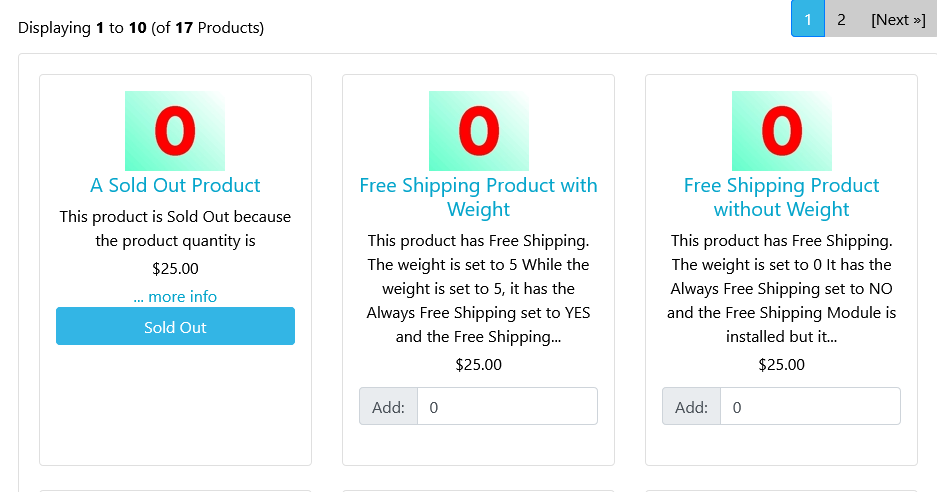 Displaying 1 to 10 (of 17 Products)
1 2 [Next »]
0
A Sold Out Product
This product is Sold Out because
the product quantity is
$25.00
... more info
Sold Out
0
Free Shipping Product with
Weight
This product has Free Shipping.
The weight is set to 5 While the
weight is set to 5, it has the
Always Free Shipping set to YES
and the Free Shipping...
$25.00
Add: 0
0
Free Shipping Product
without Weight
This product has Free Shipping.
The weight is set to 0 It has the
Always Free Shipping set to NO
and the Free Shipping Module is
installed but it...
$25.00
Add: 0